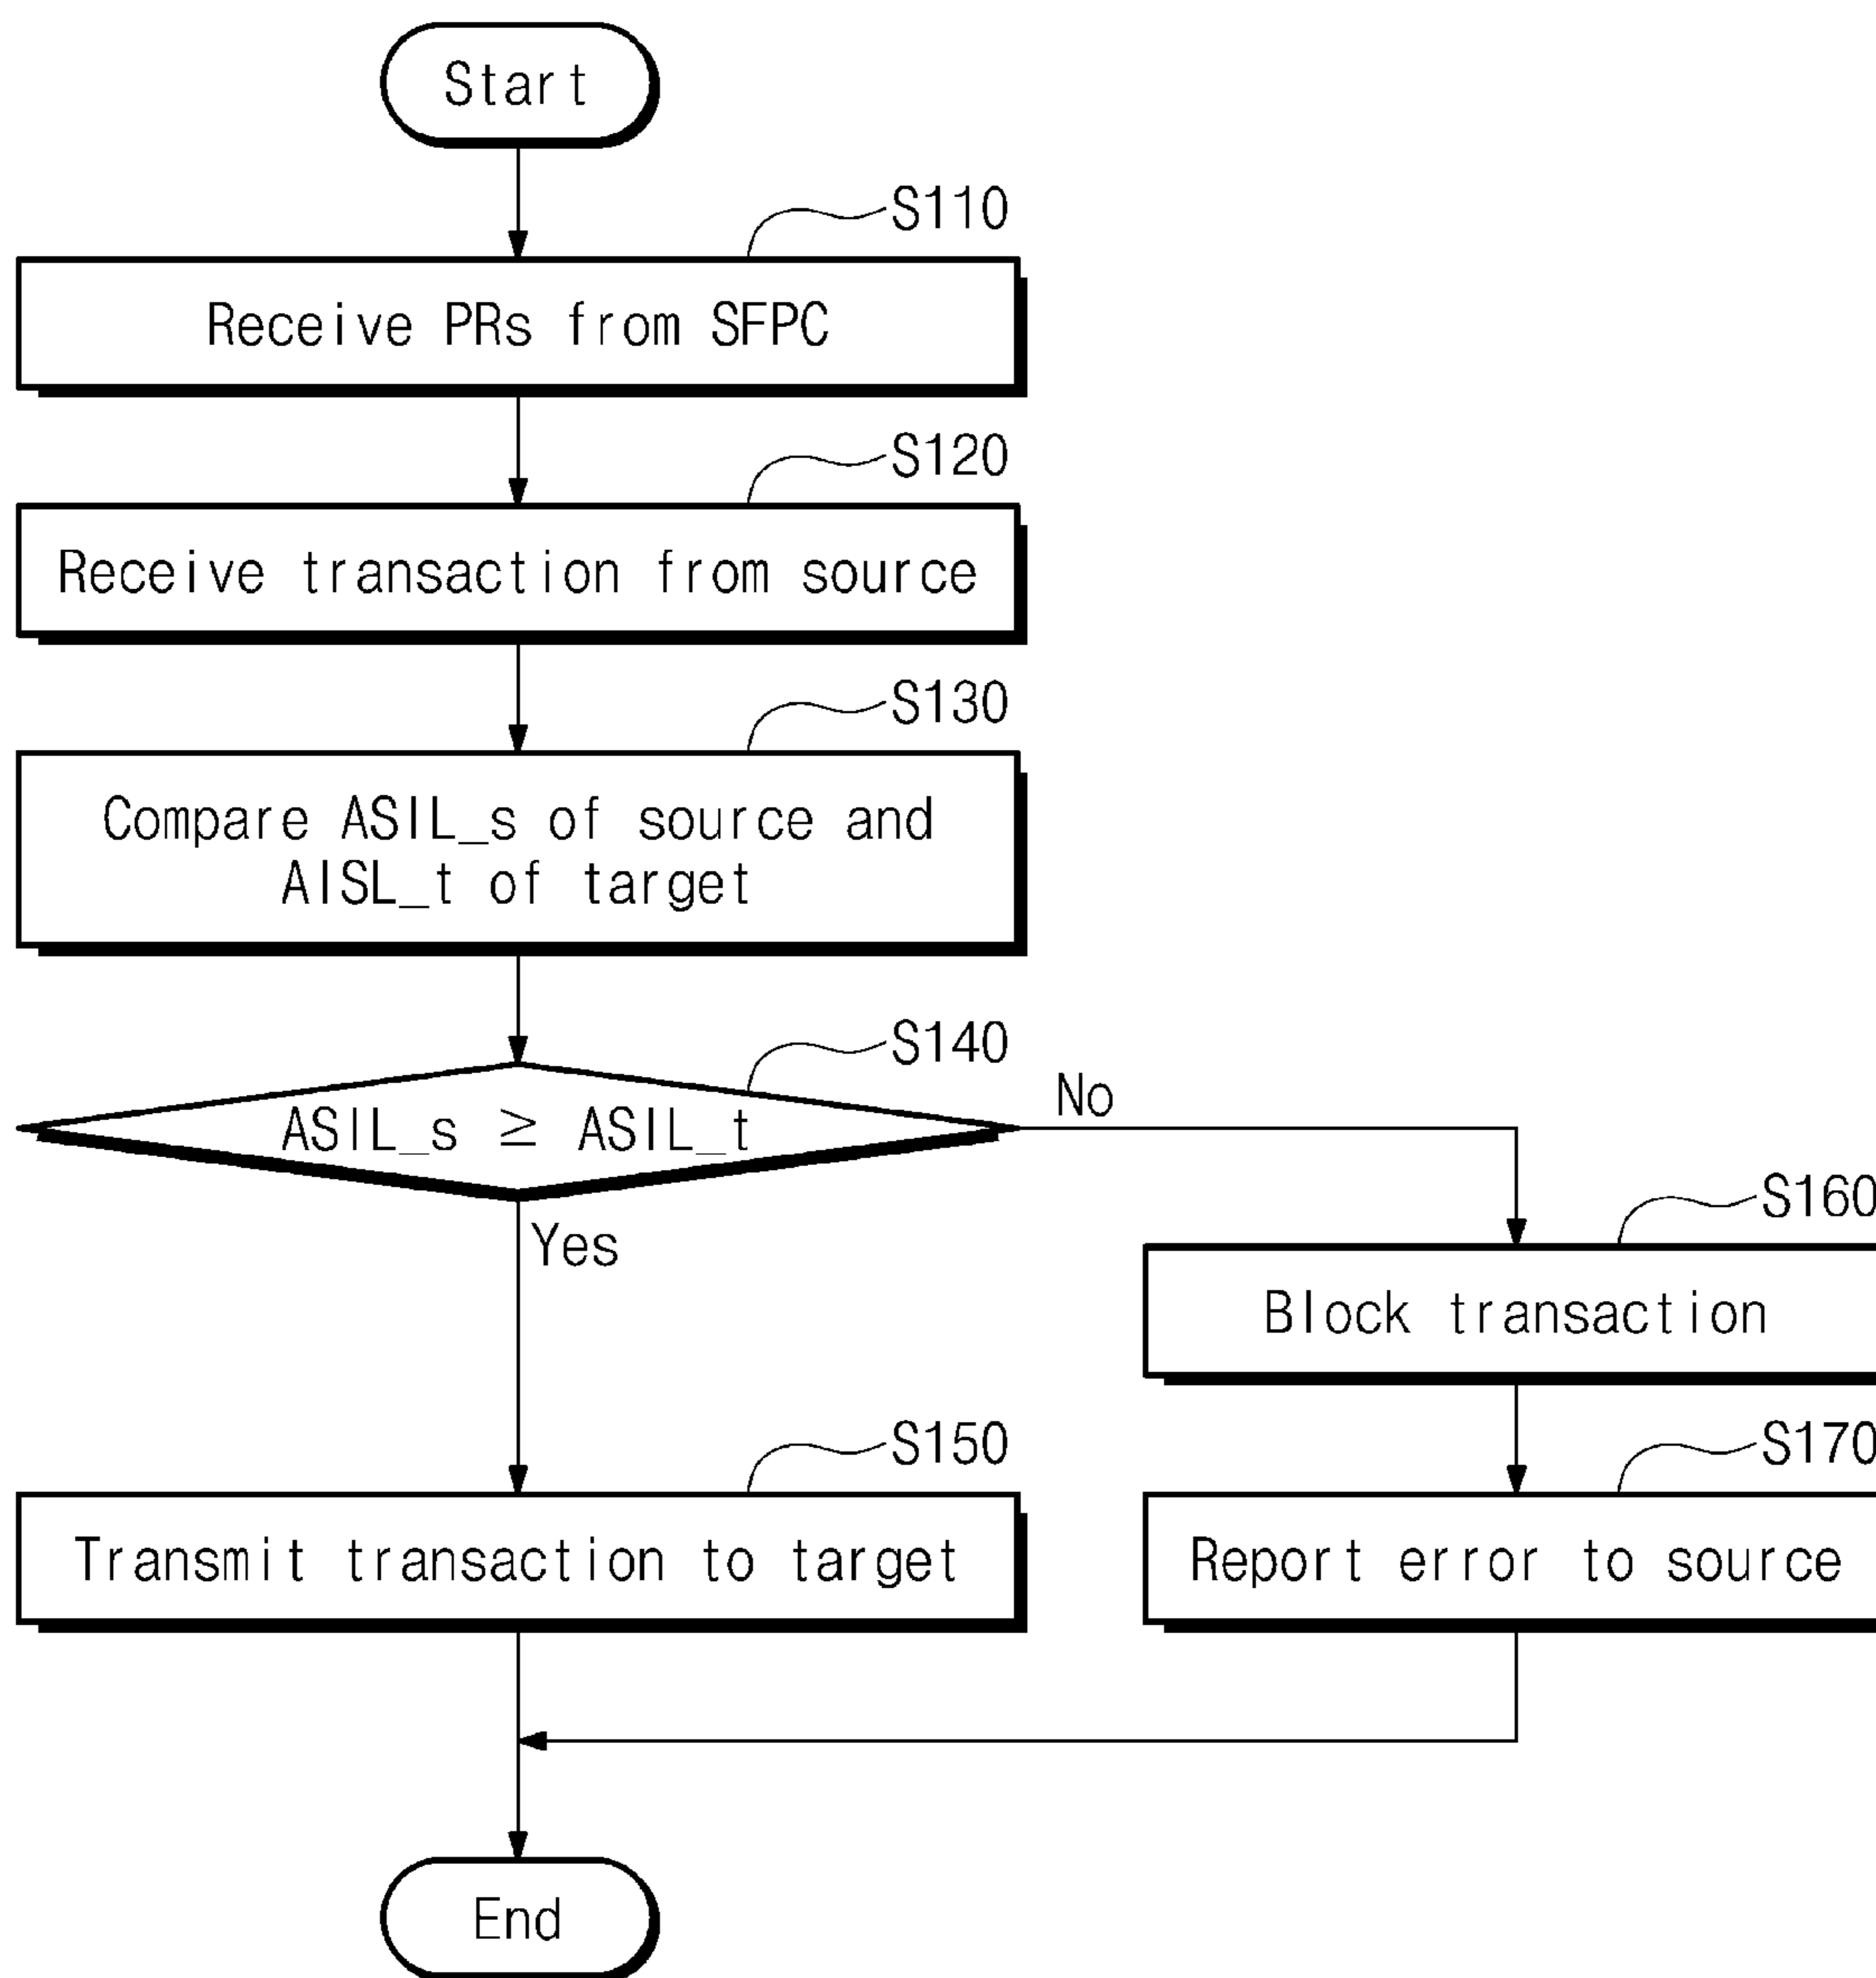 Start
S110
Receive PRs from SFPC
S120
Receive transaction from source
S130
Compare ASIL_s of source and
AISL_t of target
S140
ASIL_s ≥ ASIL_t
No
Yes
S160
Block transaction
S150
Transmit transaction to target
S170
Report error to source
End